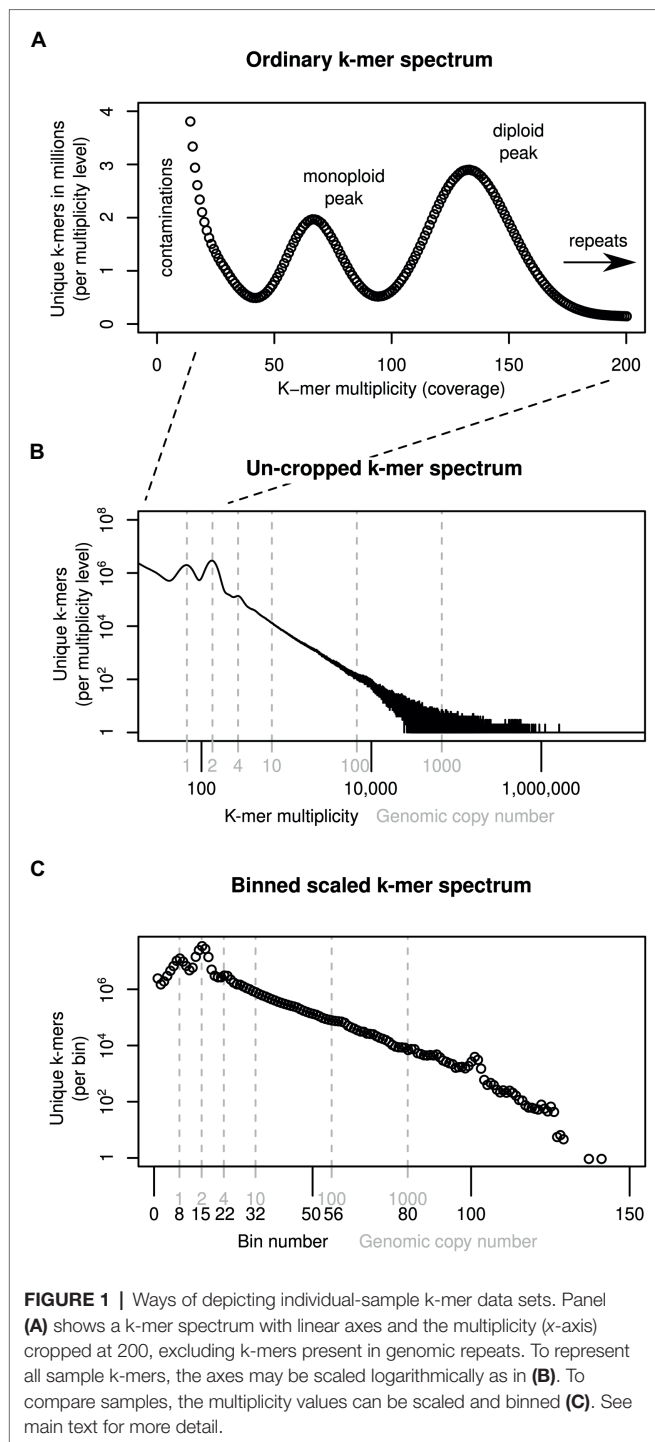 A
Ordinary k-mer spectrum
Unique k-mers in millions
(per multiplicity level)
4
3
2
1
0
contaminations
monoploid
peak
diploid
peak
repeats
0 50 100 150 200
K−mer multiplicity (coverage)
B
Un-cropped k-mer spectrum
Unique k-mers
(per multiplicity level)
10^8
10^6
10^4
10^2
1
1 2 4 10 100 1000
100 10,000 1,000,000
K-mer multiplicity Genomic copy number
C
Binned scaled k-mer spectrum
Unique k-mers
(per bin)
10^6
10^4
10^2
1
1 2 4 10 100 1000
0 8 15 22 32 50 56 80 100 150
Bin number Genomic copy number
FIGURE 1 | Ways of depicting individual-sample k-mer data sets. Panel
(A) shows a k-mer spectrum with linear axes and the multiplicity (x-axis)
cropped at 200, excluding k-mers present in genomic repeats. To represent
all sample k-mers, the axes may be scaled logarithmically as in (B). To
compare samples, the multiplicity values can be scaled and binned (C). See
main text for more detail.